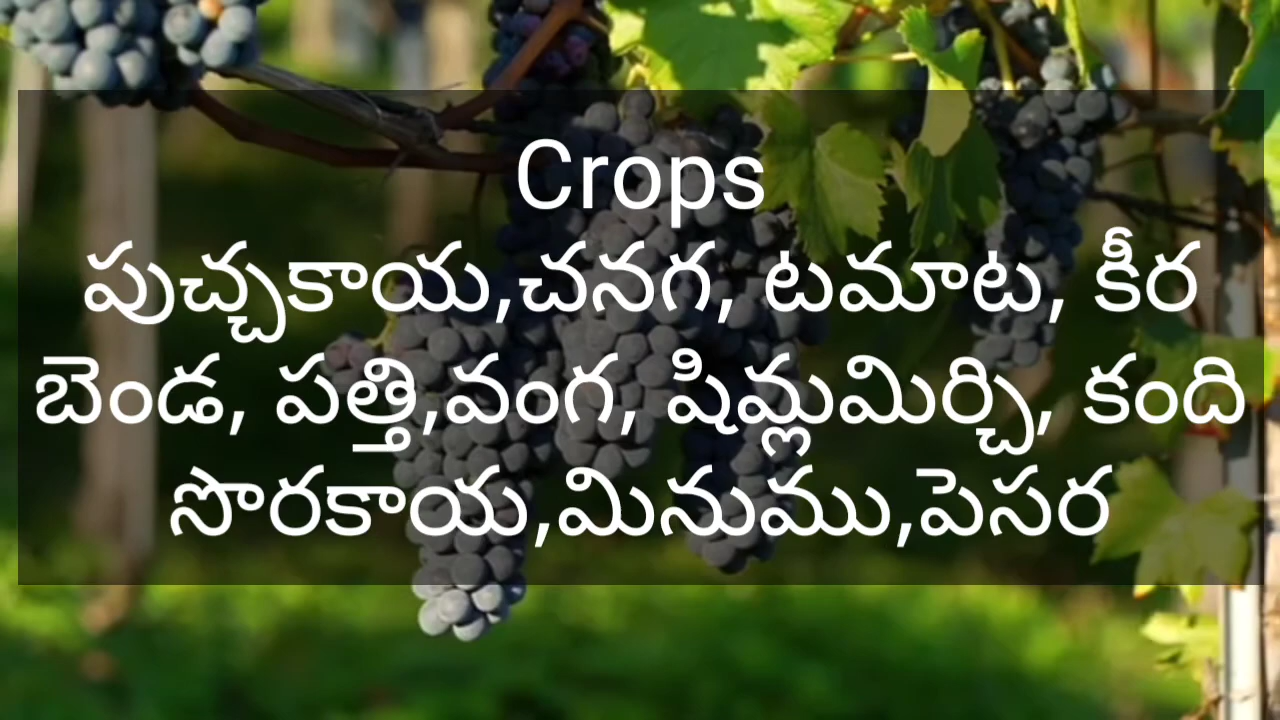 Crops
పుచ్చకాయ,చనగ, టమాట, కీర
బెండ, పత్తి,వంగ, షిమ్లమిర్చి, కంది
సొరకాయ,మినుము,పెసర